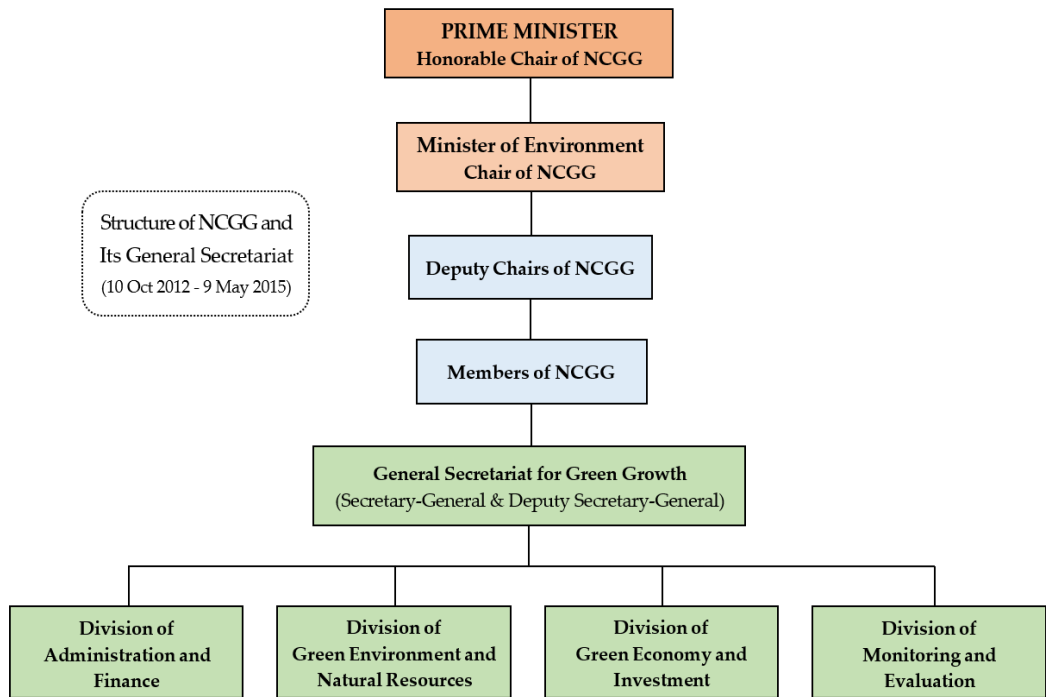 PRIME MINISTER
Honorable Chair of NCGG
Minister of Environment
Chair of NCGG
Structure of NCGG and
Its General Secretariat
(10 Oct 2012 - 9 May 2015)
Deputy Chairs of NCGG
Members of NCGG
General Secretariat for Green Growth
(Secretary-General & Deputy Secretary-General)
Division of
Administration and
Finance
Division of
Green Environment and
Natural Resources
Division of
Green Economy and
Investment
Division of
Monitoring and
Evaluation